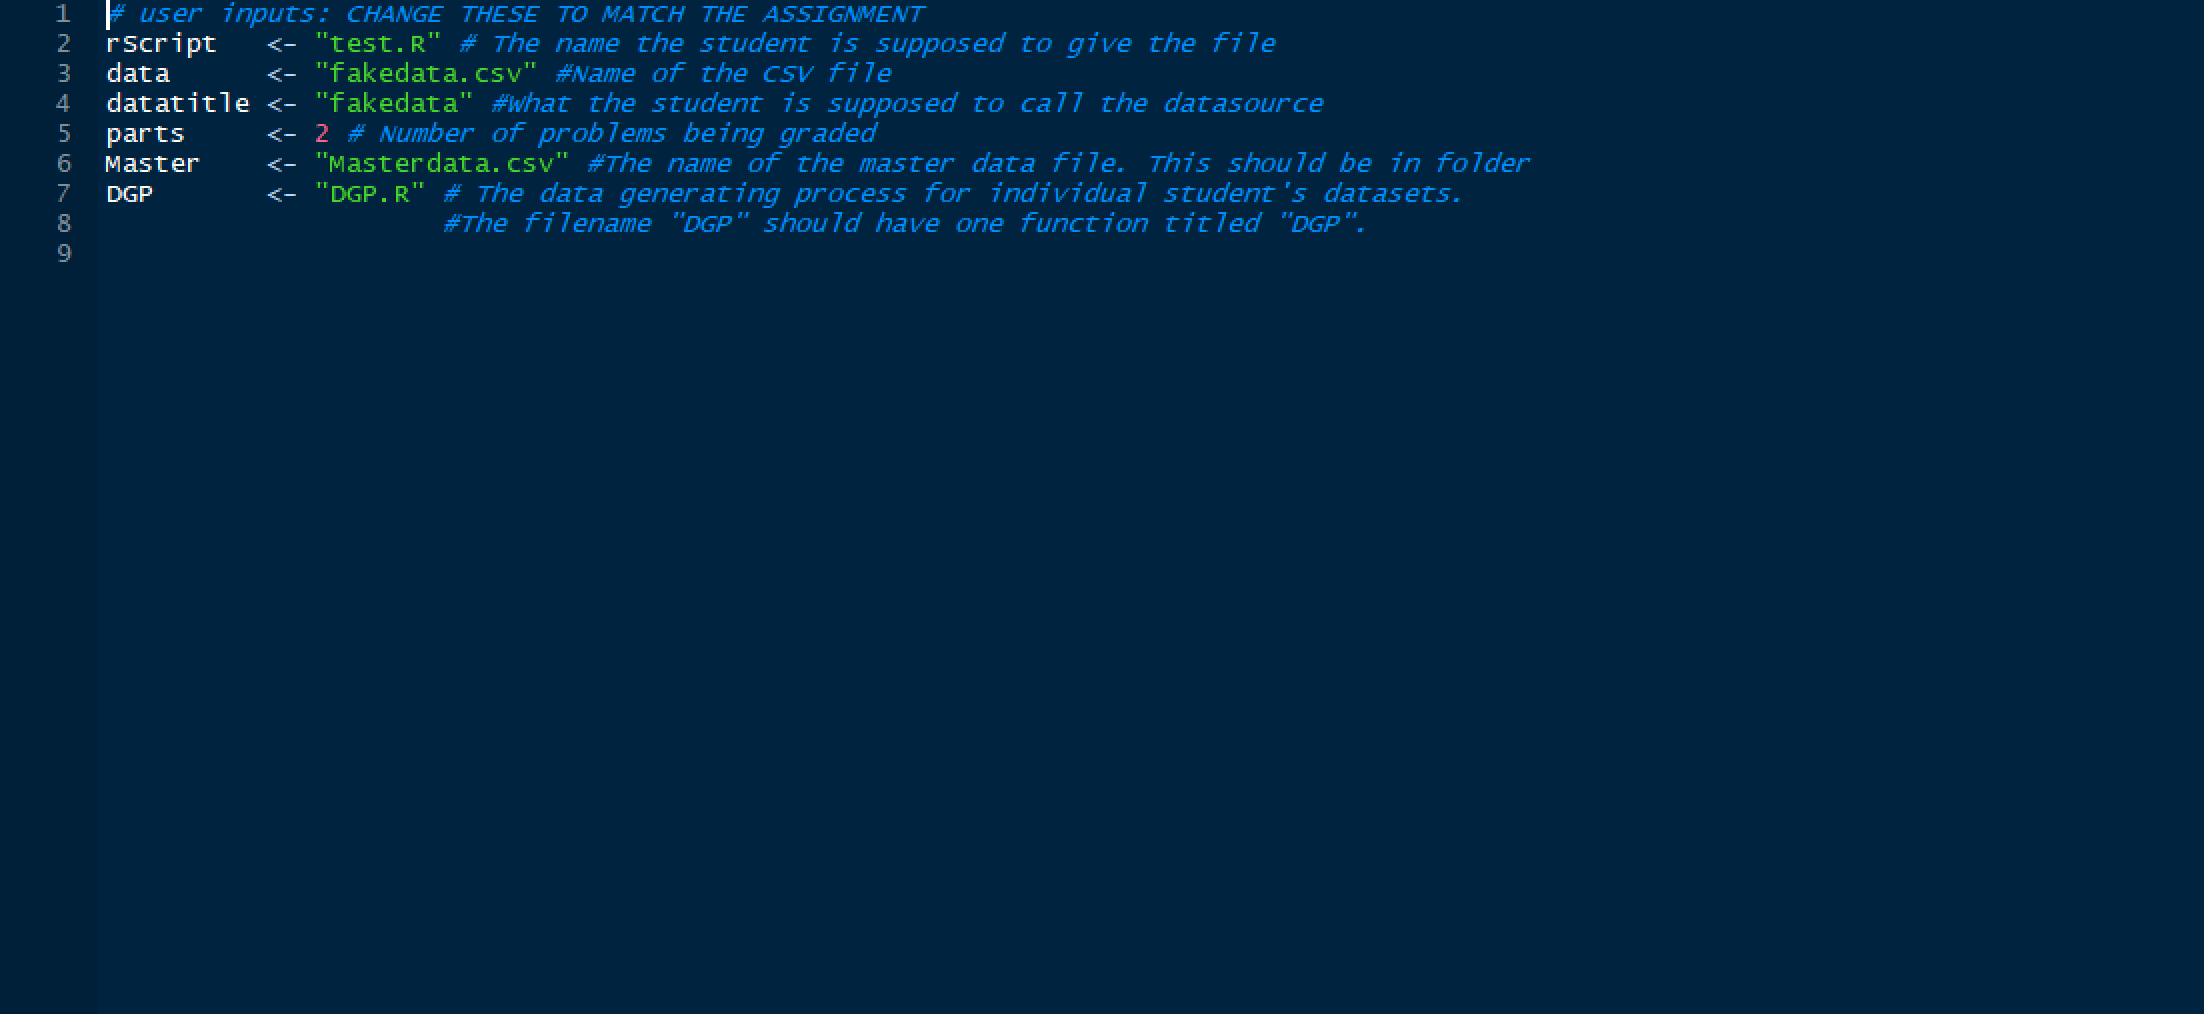 1 # user inputs: CHANGE THESE TO MATCH THE ASSIGNMENT
2 rScript   <- "test.R" # The name the student is supposed to give the file
3 data      <- "fakedata.csv" #Name of the CSV file
4 datatitle <- "fakedata" #What the student is supposed to call the datasource
5 parts     <- 2 # Number of problems being graded
6 Master    <- "Masterdata.csv" #The name of the master data file. This should be in folder
7 DGP       <- "DGP.R" # The data generating process for individual student's datasets.
8                      #The filename "DGP" should have one function titled "DGP".
9